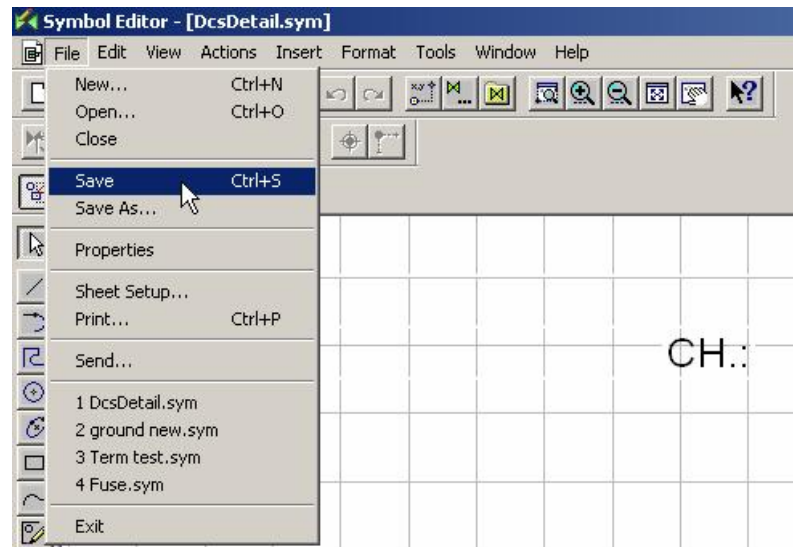 Symbol Editor - [DcsDetail.sym]
File Edit View Actions Insert Format Tools Window Help
New... Ctrl+N
Open... Ctrl+O
Close
Save Ctrl+S
Save As...
Properties
Sheet Setup...
Print... Ctrl+P
Send...
1 DcsDetail.sym
2 ground new.sym
3 Term test.sym
4 Fuse.sym
Exit
CH.: